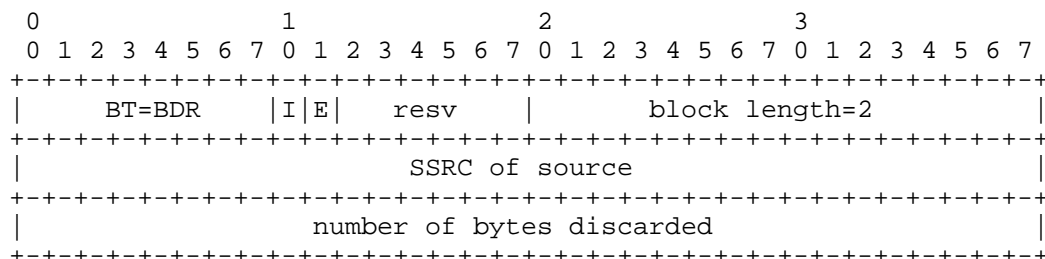 0                   1                   2                   3
0 1 2 3 4 5 6 7 0 1 2 3 4 5 6 7 0 1 2 3 4 5 6 7 0 1 2 3 4 5 6 7
+-+-+-+-+-+-+-+-+-+-+-+-+-+-+-+-+-+-+-+-+-+-+-+-+-+-+-+-+-+-+-+-+
|     BT=BDR    |I|E|   resv    |       block length=2          |
+-+-+-+-+-+-+-+-+-+-+-+-+-+-+-+-+-+-+-+-+-+-+-+-+-+-+-+-+-+-+-+-+
|                        SSRC of source                         |
+-+-+-+-+-+-+-+-+-+-+-+-+-+-+-+-+-+-+-+-+-+-+-+-+-+-+-+-+-+-+-+-+
|                  number of bytes discarded                    |
+-+-+-+-+-+-+-+-+-+-+-+-+-+-+-+-+-+-+-+-+-+-+-+-+-+-+-+-+-+-+-+-+